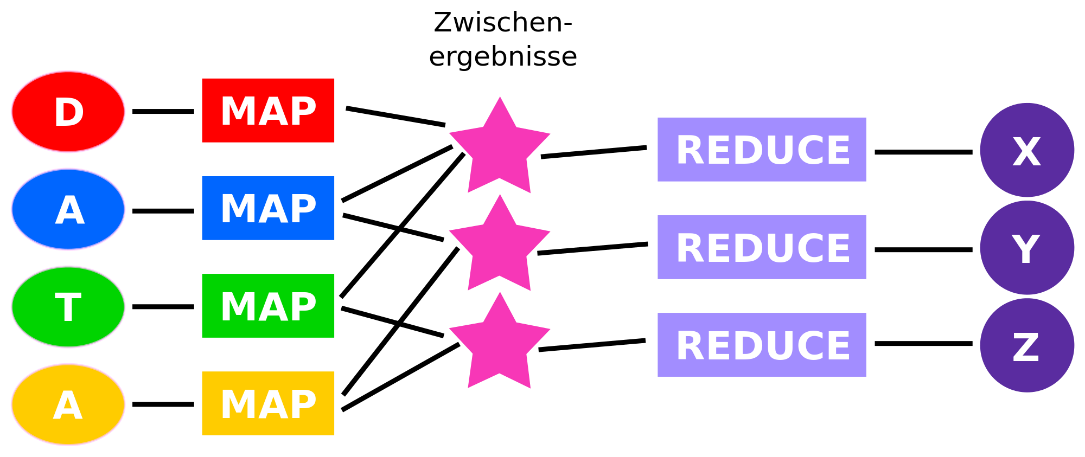 Zwischen-
ergebnisse
D MAP
A MAP
T MAP
A MAP
REDUCE X
REDUCE Y
REDUCE Z